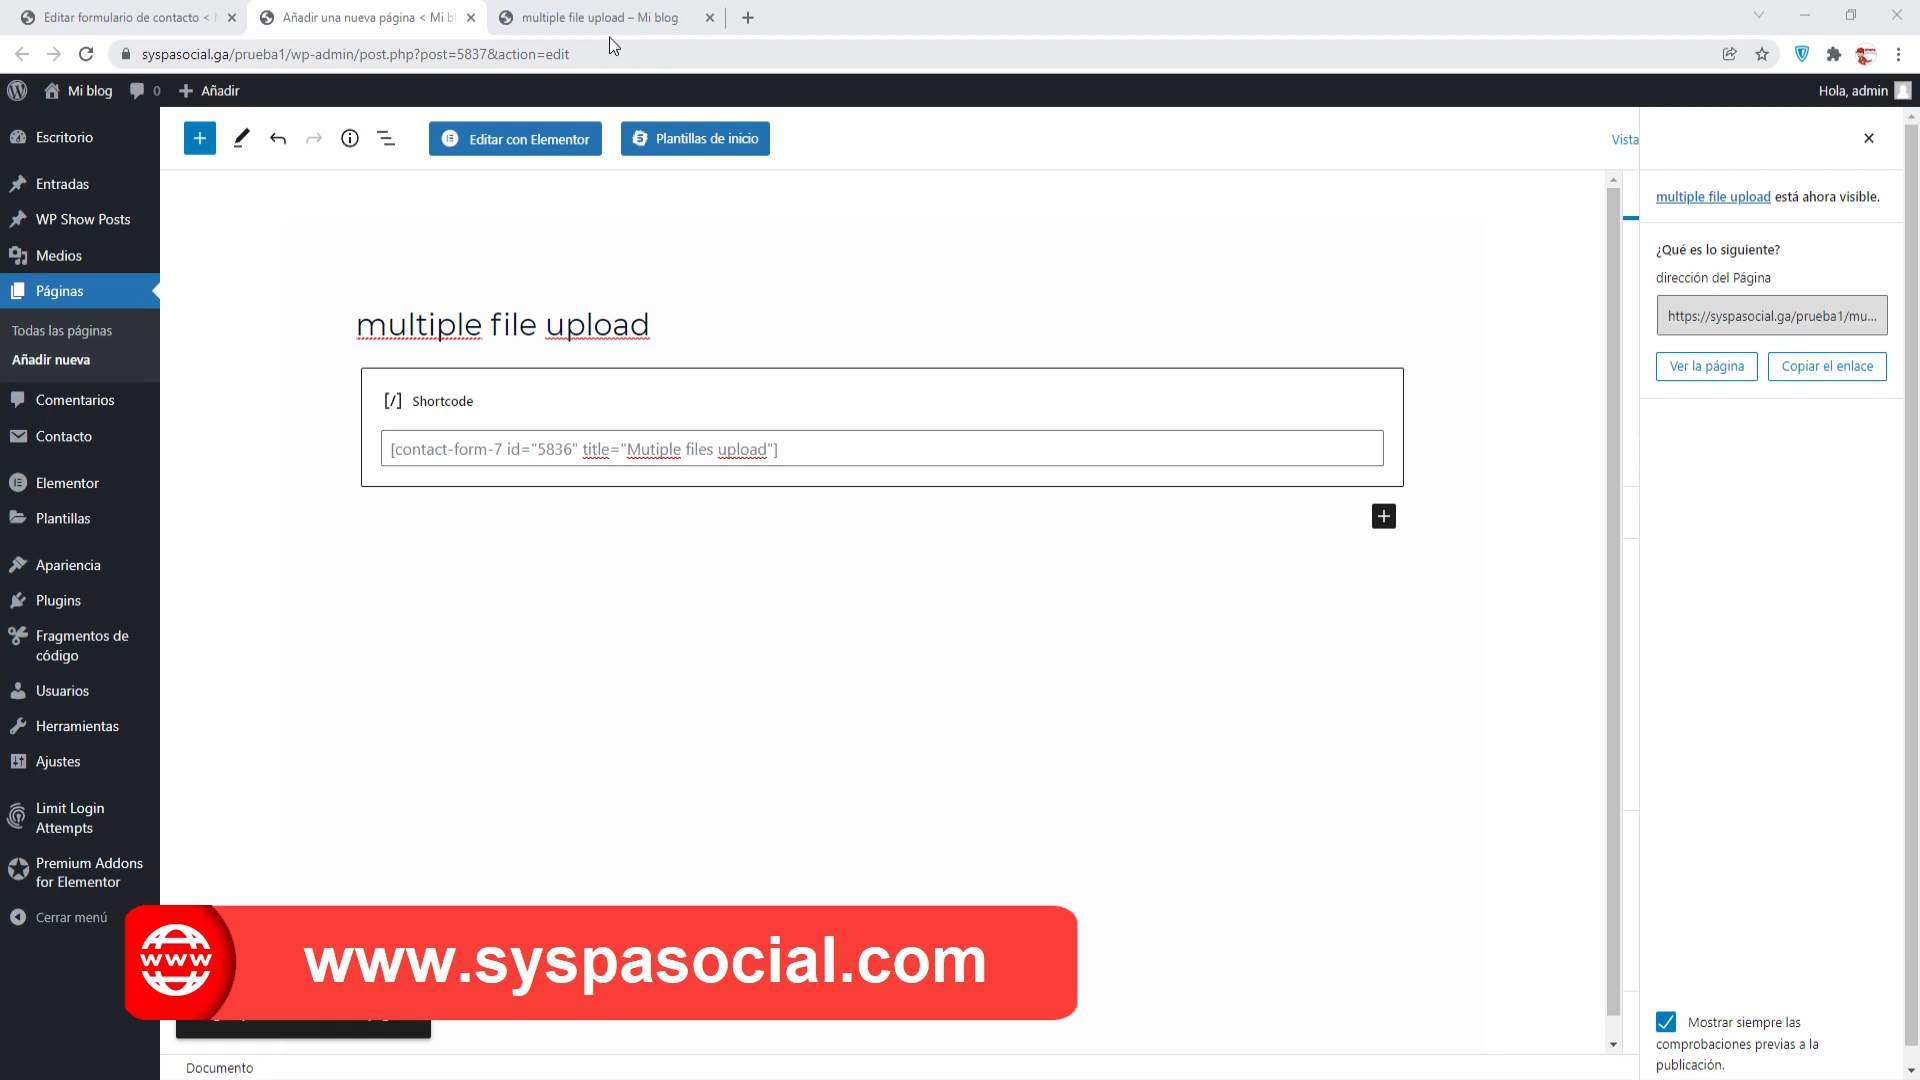 Editar formulario de contacto <
Añadir una nueva página < Mi b
multiple file upload – Mi blog
syspasocial.ga/prueba1/wp-admin/post.php?post=5837&action=edit
Mi blog
0
Añadir
Hola, admin
Escritorio
Entradas
WP Show Posts
Medios
Páginas
Todas las páginas
Añadir nueva
Comentarios
Contacto
Elementor
Plantillas
Apariencia
Plugins
Fragmentos de
código
Usuarios
Herramientas
Ajustes
Limit Login
Attempts
Premium Addons
for Elementor
Cerrar menú
Editar con Elementor
Plantillas de inicio
Vista
multiple file upload
[/] Shortcode
[contact-form-7 id="5836" title="Mutiple files upload"]
multiple file upload está ahora visible.
¿Qué es lo siguiente?
dirección del Página
https://syspasocial.ga/prueba1/mu...
Ver la página
Copiar el enlace
www
www.syspasocial.com
Mostrar siempre las
comprobaciones previas a la
publicación.
Documento